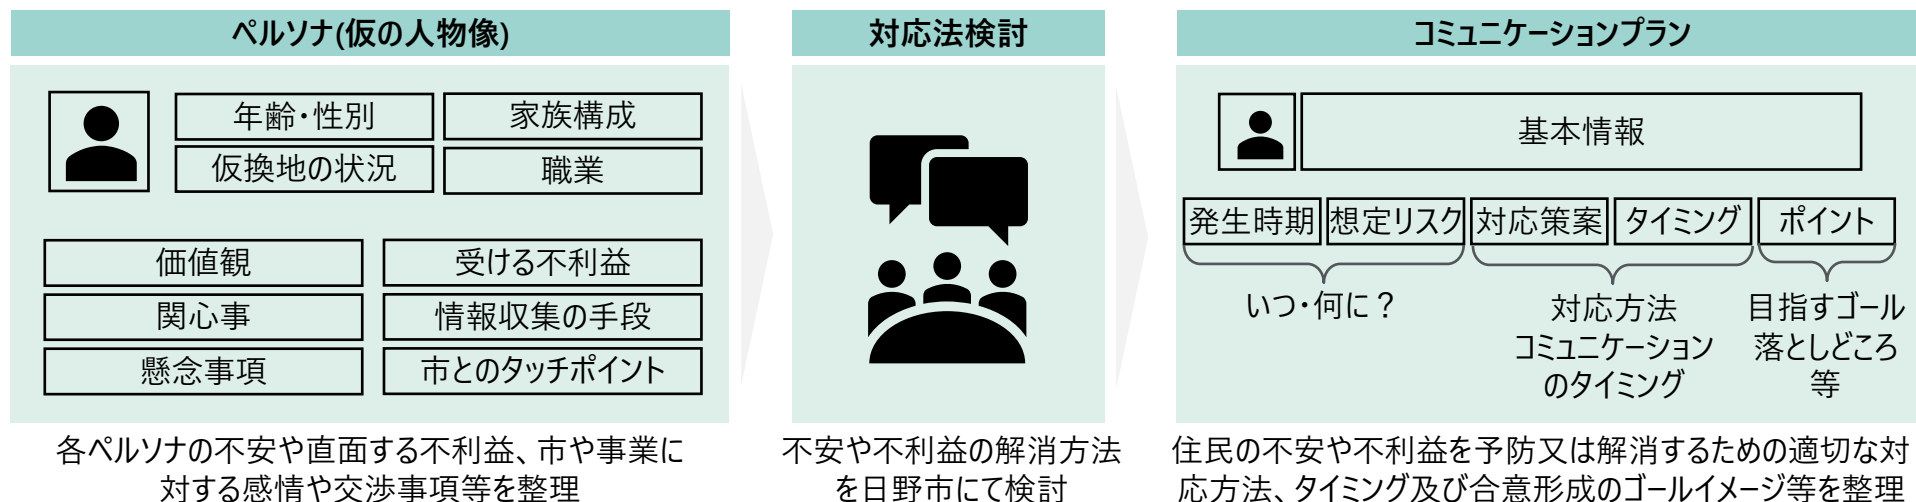 ペルソナ(仮の人物像)
年齢・性別
家族構成
仮換地の状況
職業
価値観
受ける不利益
関心事
情報収集の手段
懸念事項
市とのタッチポイント
各ペルソナの不安や直面する不利益、市や事業に
対する感情や交渉事項等を整理
対応法検討
不安や不利益の解消方法
を日野市にて検討
コミュニケーションプラン
基本情報
発生時期
想定リスク
対応策案
タイミング
ポイント
いつ・何に？
対応方法
コミュニケーション
のタイミング
目指すゴール
落としどころ
等
住民の不安や不利益を予防又は解消するための適切な対
応方法、タイミング及び合意形成のゴールイメージ等を整理